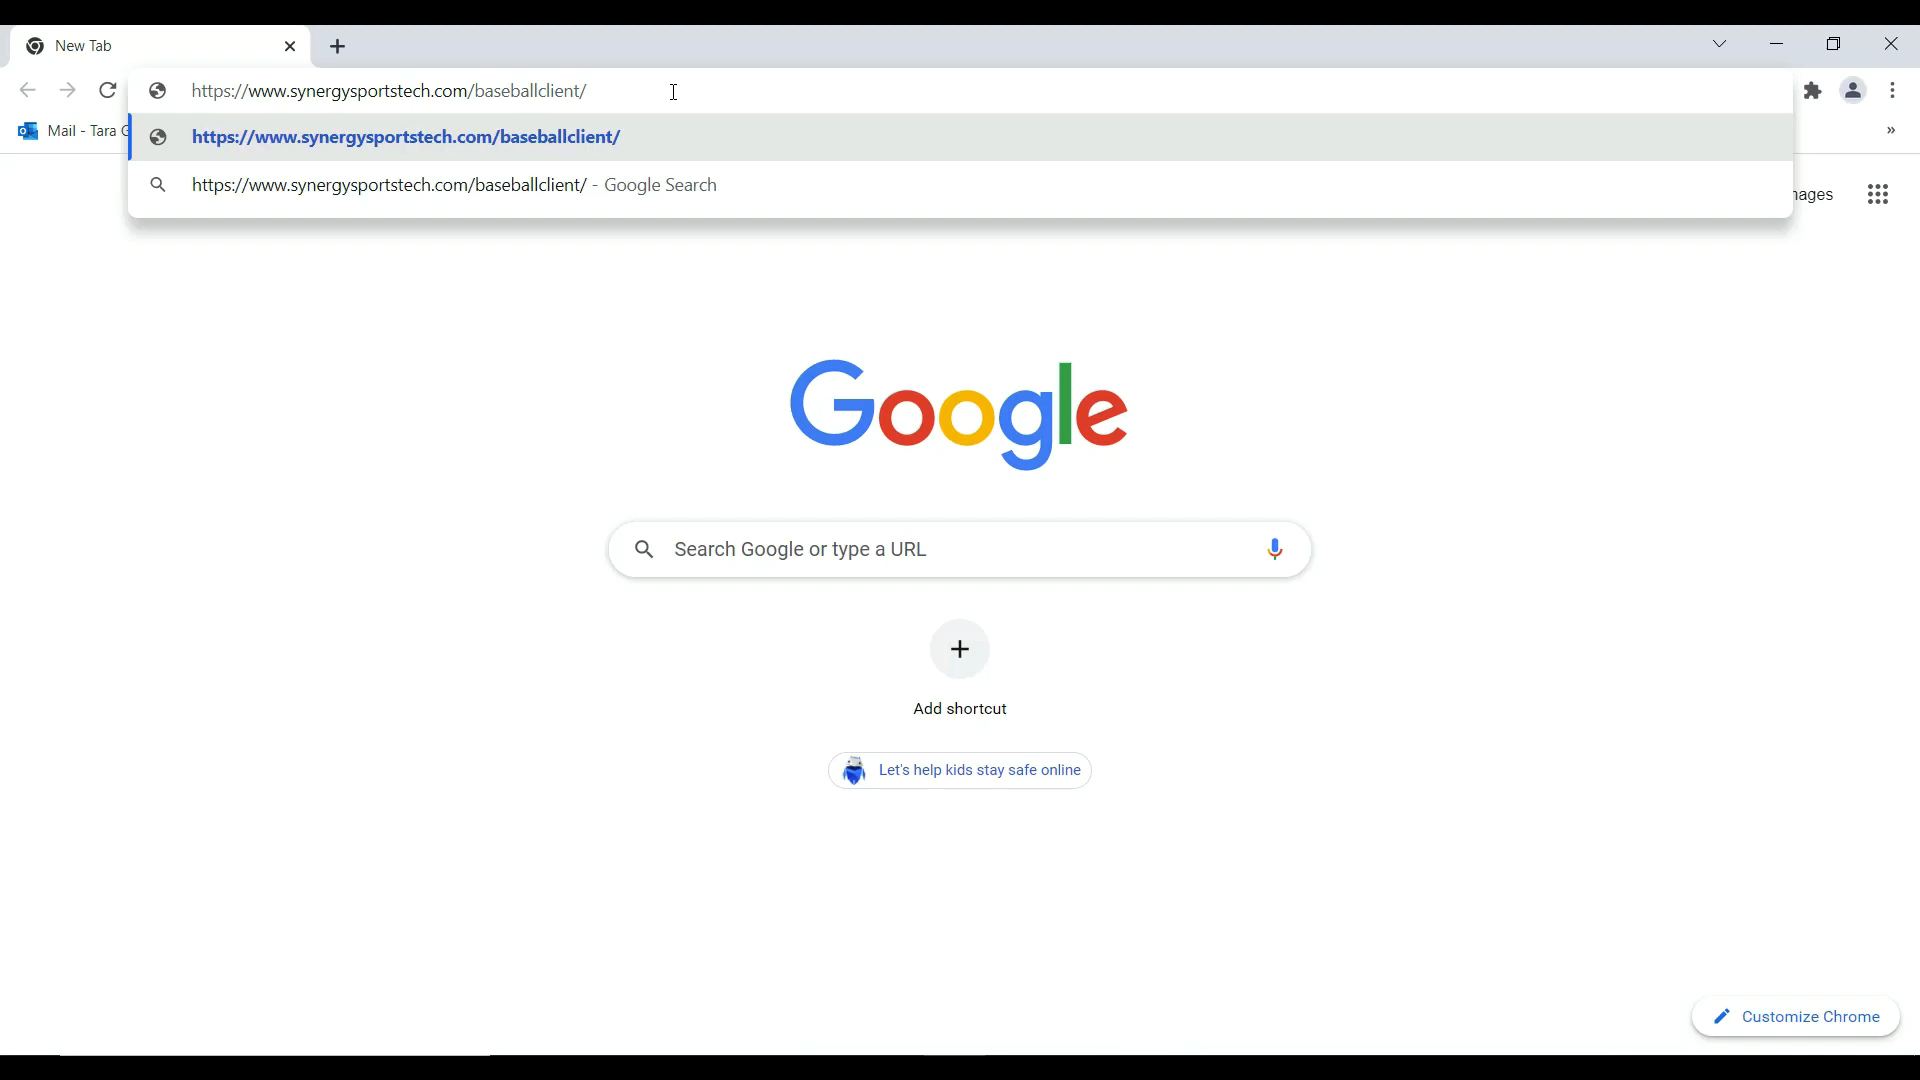 New Tab
https://www.synergysportstech.com/baseballclient/
Mail - Tara
https://www.synergysportstech.com/baseballclient/
https://www.synergysportstech.com/baseballclient/ - Google Search
Google
Search Google or type a URL
Add shortcut
Let's help kids stay safe online
Customize Chrome